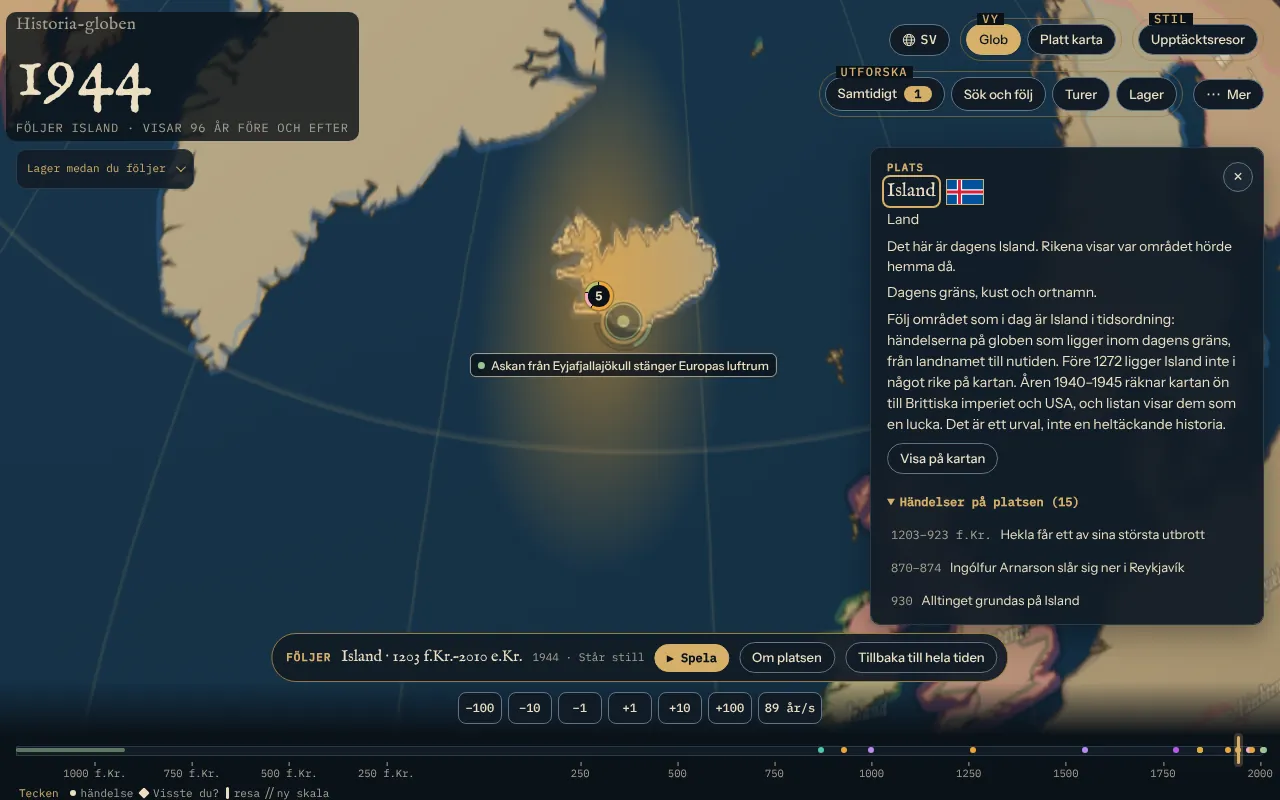 Historia-globen
1944
FÖLJER ISLAND · VISAR 96 ÅR FÖRE OCH EFTER
Lager medan du följer
SV
VY
Glob
Platt karta
STIL
Upptäcktsresor
UTFORSKA
Samtidigt 1
Sök och följ
Turer
Lager
··· Mer
PLATS
Island
×
Land
Det här är dagens Island. Rikena visar var området hörde
hemma då.
Dagens gräns, kust och ortnamn.
Följ området som i dag är Island i tidsordning:
händelserna på globen som ligger inom dagens gräns,
från landnamet till nutiden. Före 1272 ligger Island inte i
något rike på kartan. Åren 1940–1945 räknar kartan ön
till Brittiska imperiet och USA, och listan visar dem som
en lucka. Det är ett urval, inte en heltäckande historia.
Visa på kartan
▼ Händelser på platsen (15)
1203–923 f.Kr. Hekla får ett av sina största utbrott
870–874 Ingólfur Arnarson slår sig ner i Reykjavík
930 Alltinget grundas på Island
5
Askan från Eyjafjallajökull stänger Europas luftrum
FÖLJER Island · 1203 f.Kr.–2010 e.Kr. 1944 · Står still ▶ Spela Om platsen Tillbaka till hela tiden
−100 −10 −1 +1 +10 +100 89 år/s
1000 f.Kr. 750 f.Kr. 500 f.Kr. 250 f.Kr. 250 500 750 1000 1250 1500 1750 2000
Tecken händelse Visste du? resa // ny skala